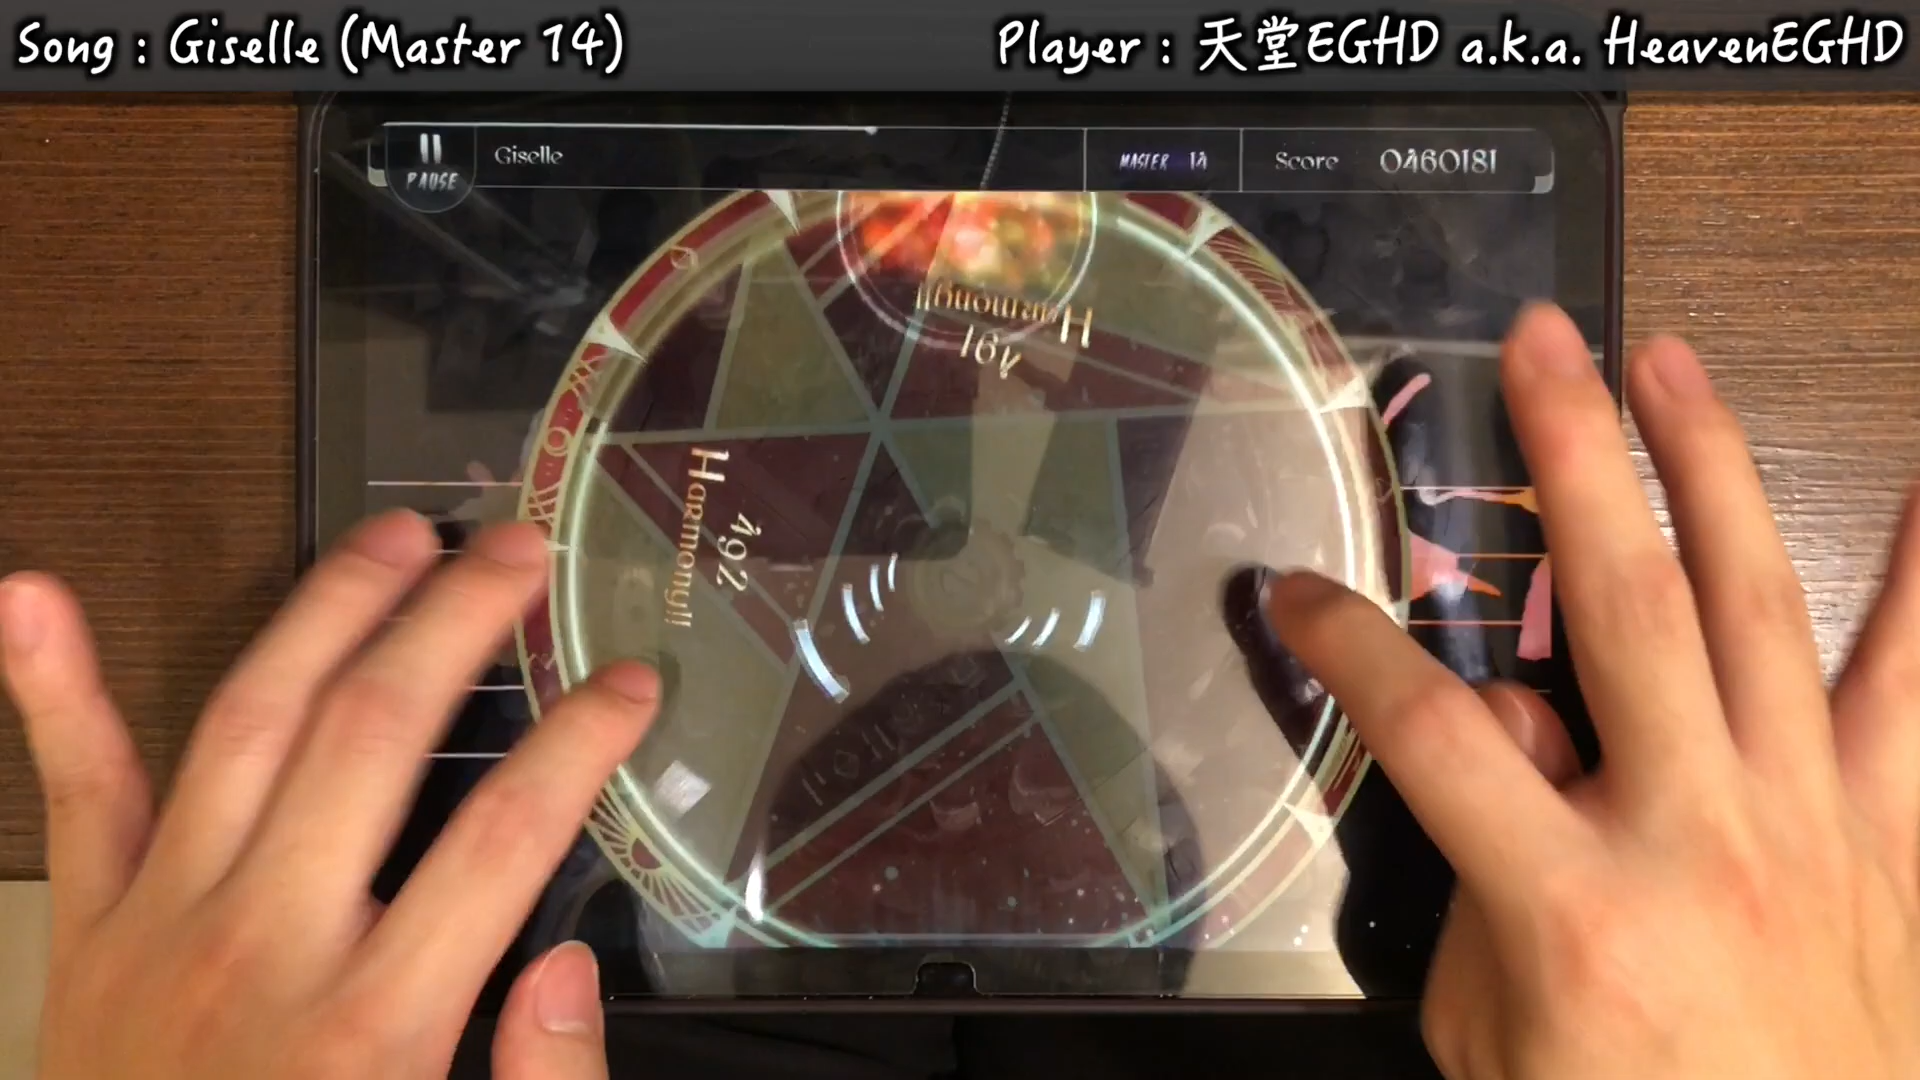 Song : Giselle (Master 14)
Player : 天堂EGHD a.k.a. HeavenEGHD
PAUSE
Giselle
MASTER 14
Score 0460181
Harmony!!
491
Harmony!!
492